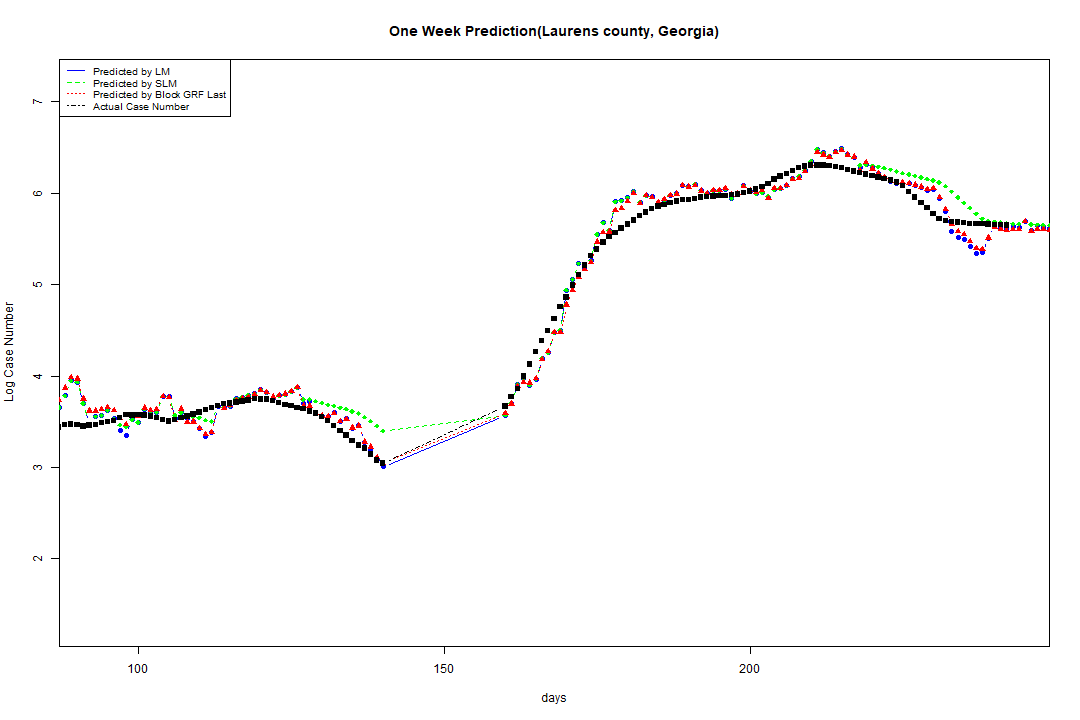 One Week Prediction(Laurens county, Georgia)
Predicted by LM
Predicted by SLM
Predicted by Block GRF Last
Actual Case Number
7
6
5
4
3
2
Log Case Number
100 150 200
days